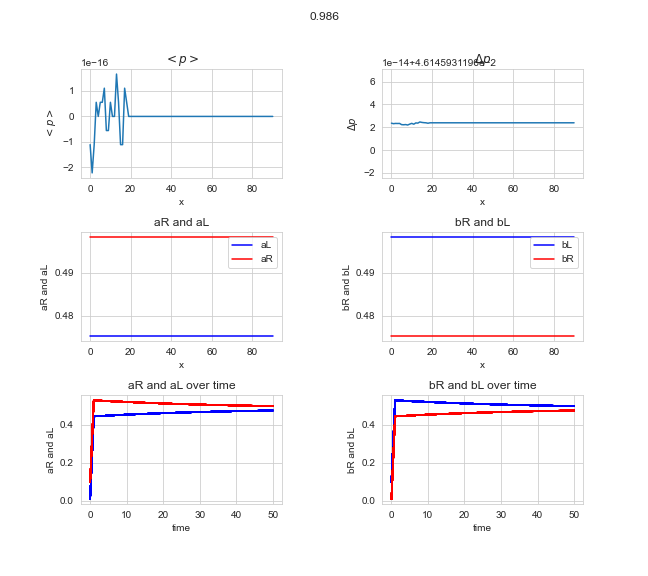 0.986
< p >
Δp
1e−16
1e−14+4.6145931196e−2
1
0
−1
−2
< p >
0 20 40 60 80
x
6
4
2
0
−2
Δp
0 20 40 60 80
x
aR and aL
bR and bL
0.49
0.48
aR and aL
aL
aR
0 20 40 60 80
x
0.49
0.48
bR and bL
bL
bR
0 20 40 60 80
x
aR and aL over time
bR and bL over time
0.4
0.2
0.0
aR and aL
0 10 20 30 40 50
time
0.4
0.2
0.0
bR and bL
0 10 20 30 40 50
time